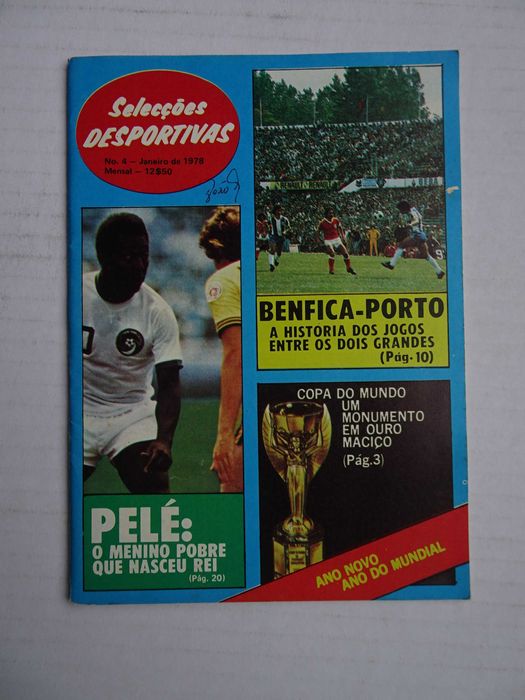 Selecções
DESPORTIVAS
No. 4 – Janeiro de 1978
Mensal – 12$50
BENFICA-PORTO
A HISTORIA DOS JOGOS
ENTRE OS DOIS GRANDES
(Pág. 10)
COPA DO MUNDO
UM
MONUMENTO
EM OURO
MACIÇO
(Pág.3)
PELÉ:
O MENINO POBRE
QUE NASCEU REI
(Pág. 20)
ANO NOVO
ANO DO MUNDIAL